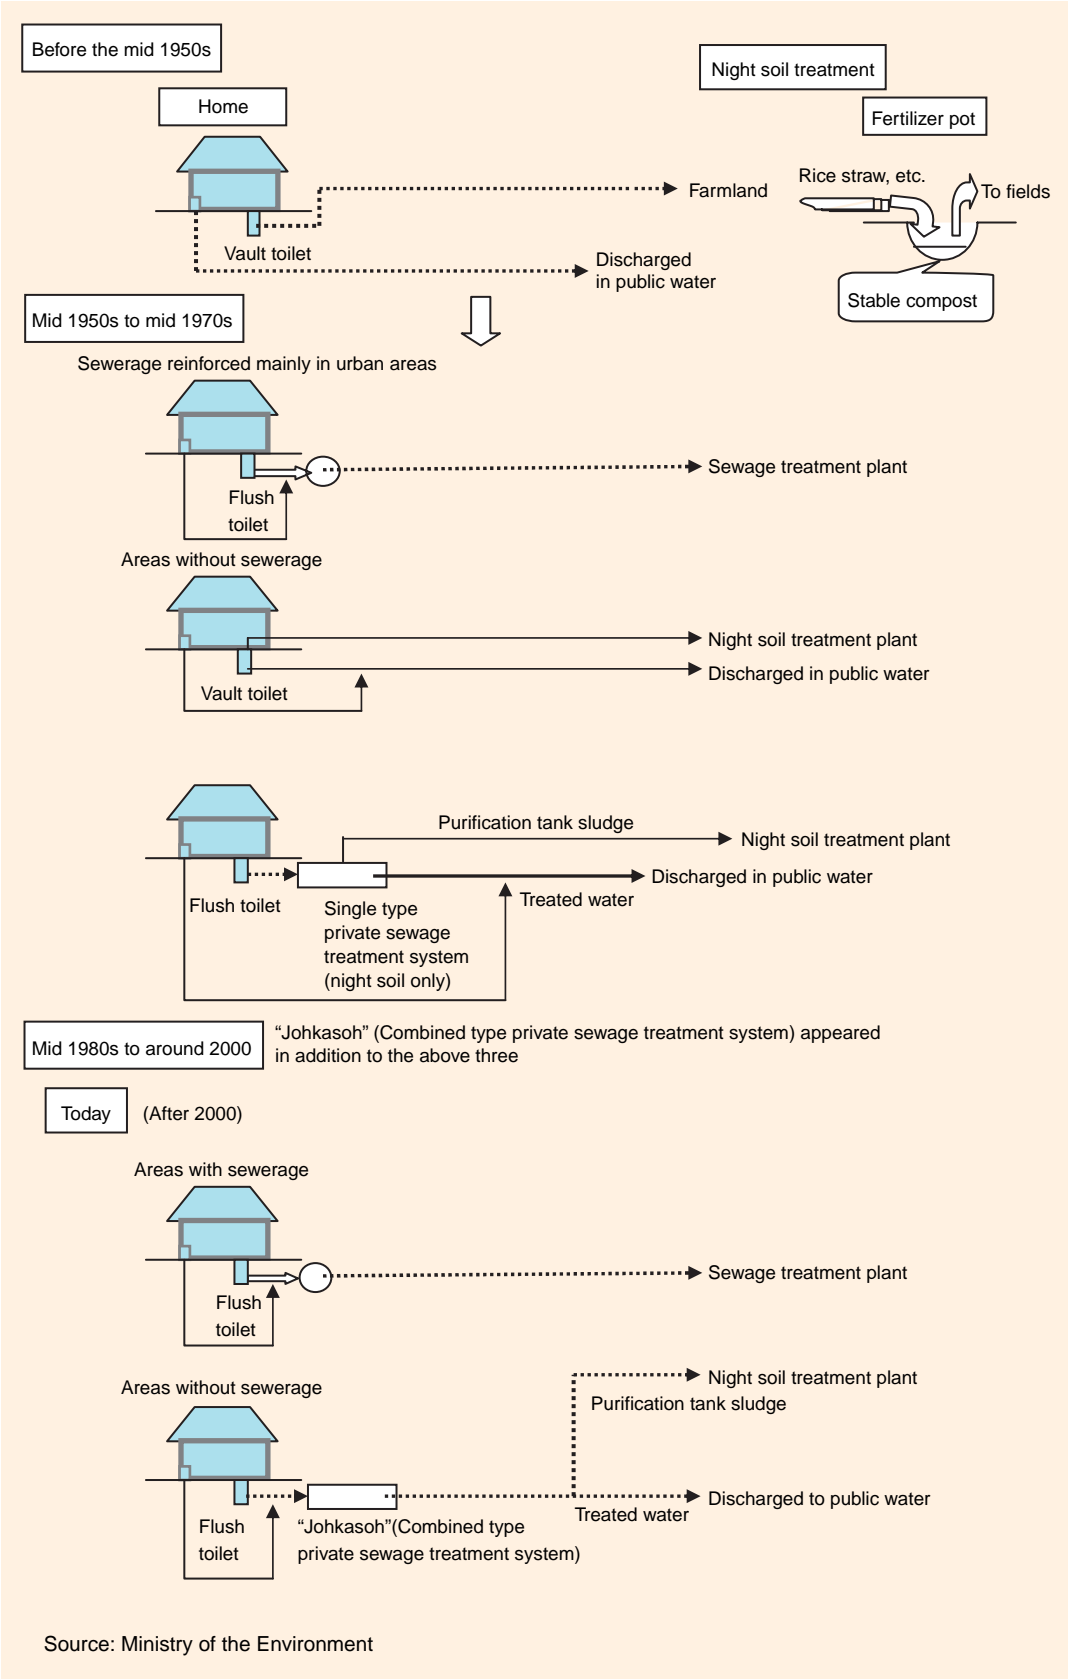 Before the mid 1950s
Night soil treatment
Home
Fertilizer pot
Rice straw, etc.
To fields
Farmland
Vault toilet
Discharged
in public water
Stable compost
Mid 1950s to mid 1970s
Sewerage reinforced mainly in urban areas
Sewage treatment plant
Flush
toilet
Areas without sewerage
Night soil treatment plant
Discharged in public water
Vault toilet
Purification tank sludge
Night soil treatment plant
Discharged in public water
Treated water
Flush toilet
Single type
private sewage
treatment system
(night soil only)
Mid 1980s to around 2000
“Johkasoh” (Combined type private sewage treatment system) appeared
in addition to the above three
Today
(After 2000)
Areas with sewerage
Sewage treatment plant
Flush
toilet
Areas without sewerage
Night soil treatment plant
Purification tank sludge
Discharged to public water
Treated water
Flush
toilet
“Johkasoh”(Combined type
private sewage treatment system)
Source: Ministry of the Environment